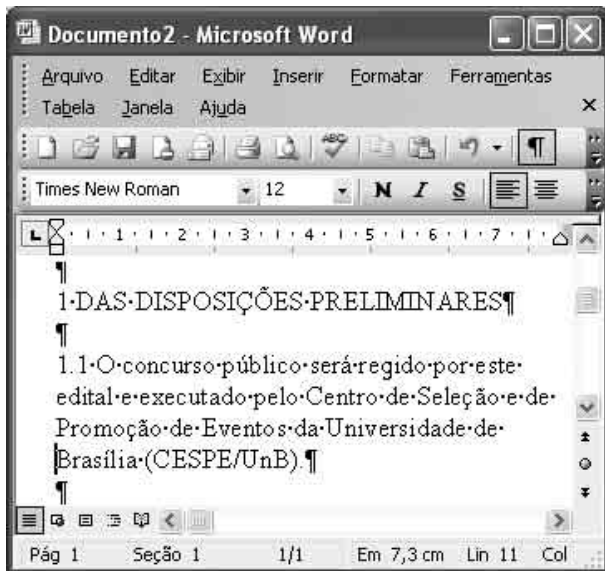 Documento2 - Microsoft Word
Arquivo Editar Exibir Inserir Formatar Ferramentas
Tabela Janela Ajuda
ABC ¶
Times New Roman 12 N I S
L 1 2 3 4 5 6 7
¶
1·DAS·DISPOSIÇÕES·PRELIMINARES¶
¶
1.1·O·concurso·público·será·regido·por·este·
edital·e·executado·pelo·Centro·de·Seleção·e·de·
Promoção·de·Eventos·da·Universidade·de·
Brasília·(CESPE/UnB).¶
¶
Pág 1 Seção 1 1/1 Em 7,3 cm Lin 11 Col